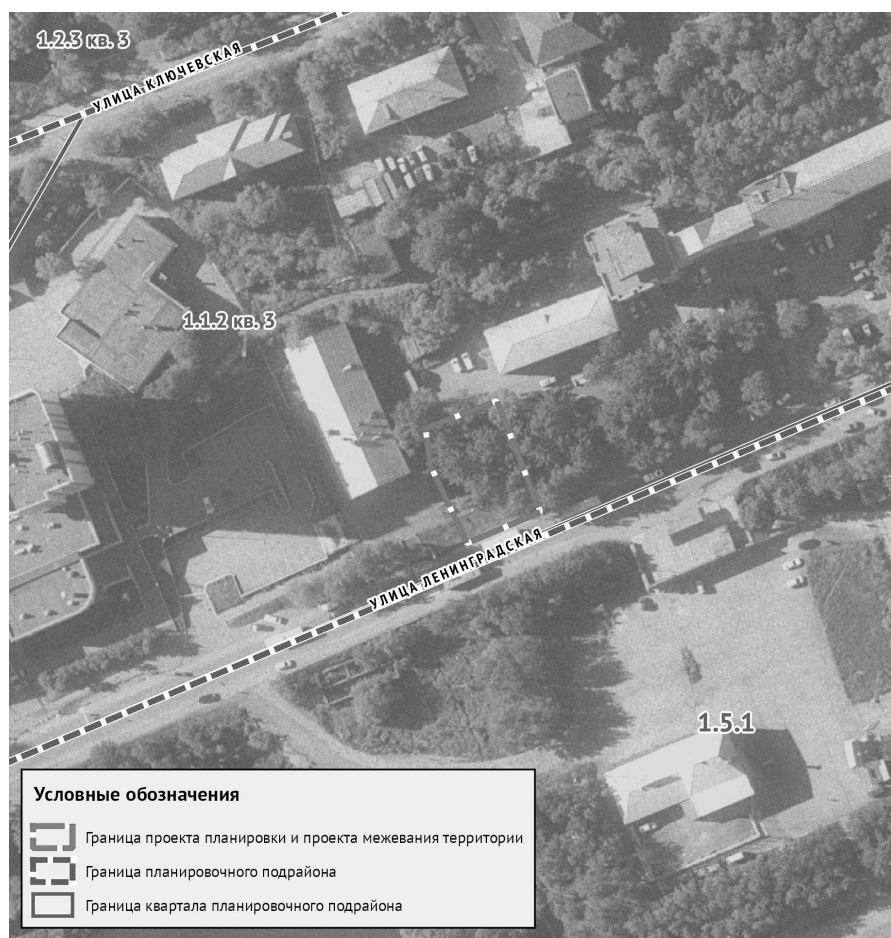 1.2.3 кв. 3
УЛИЦА КЛЮЧЕВСКАЯ
1.1.2 кв. 3
УЛИЦА ЛЕНИНГРАДСКАЯ
1.5.1
Условные обозначения
Граница проекта планировки и проекта межевания территории
Граница планировочного подрайона
Граница квартала планировочного подрайона